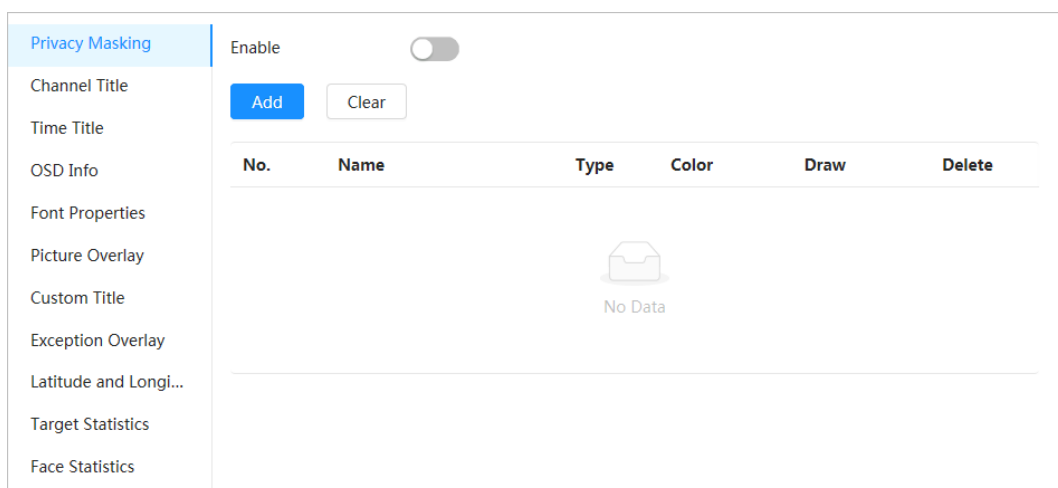 Privacy Masking
Channel Title
Time Title
OSD Info
Font Properties
Picture Overlay
Custom Title
Exception Overlay
Latitude and Longi...
Target Statistics
Face Statistics
Enable
Add Clear
No. Name Type Color Draw Delete
No Data